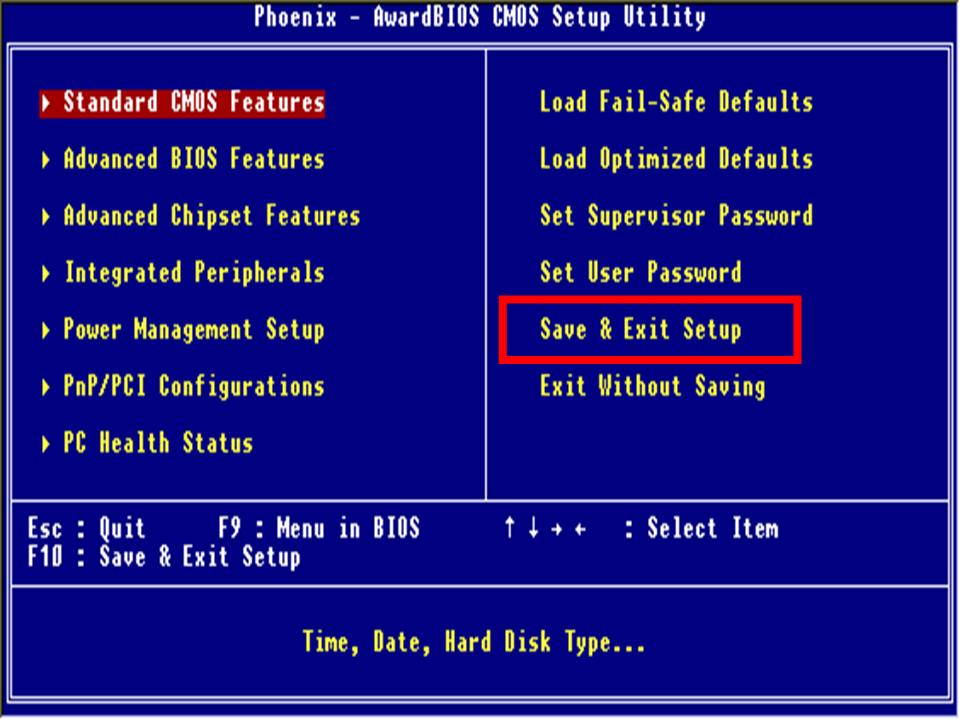 Phoenix - AwardBIOS CMOS Setup Utility
Standard CMOS Features
Advanced BIOS Features
Advanced Chipset Features
Integrated Peripherals
Power Management Setup
PnP/PCI Configurations
PC Health Status
Load Fail-Safe Defaults
Load Optimized Defaults
Set Supervisor Password
Set User Password
Save & Exit Setup
Exit Without Saving
Esc : Quit F9 : Menu in BIOS ↑ ↓ → ← : Select Item
F10 : Save & Exit Setup
Time, Date, Hard Disk Type...